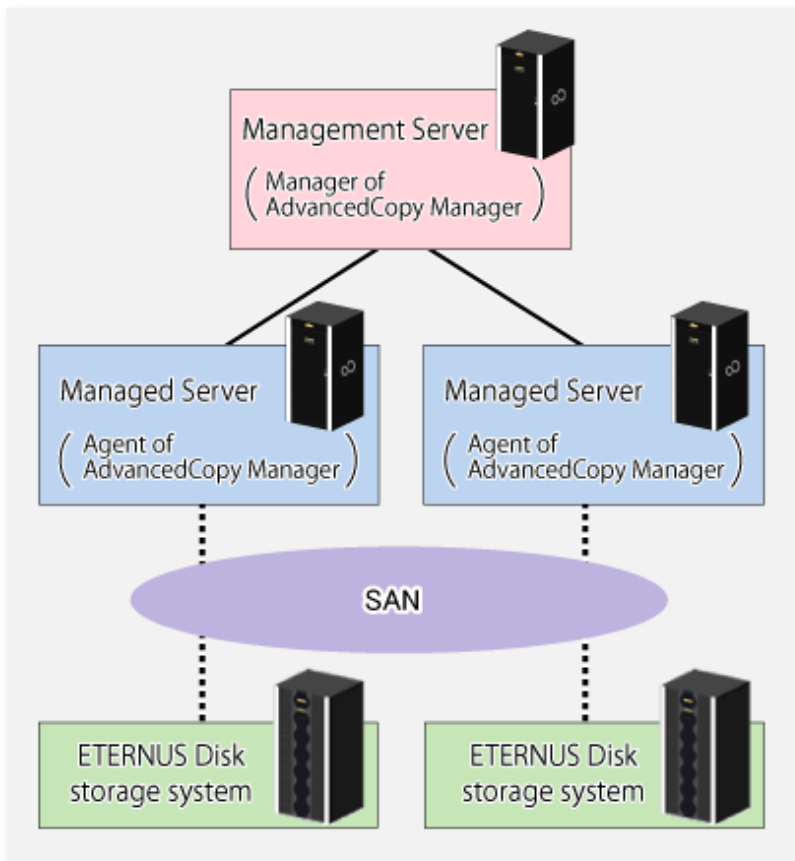 Management Server
( Manager of
AdvancedCopy Manager )
Managed Server
( Agent of
AdvancedCopy Manager )
Managed Server
( Agent of
AdvancedCopy Manager )
SAN
ETERNUS Disk
storage system
ETERNUS Disk
storage system